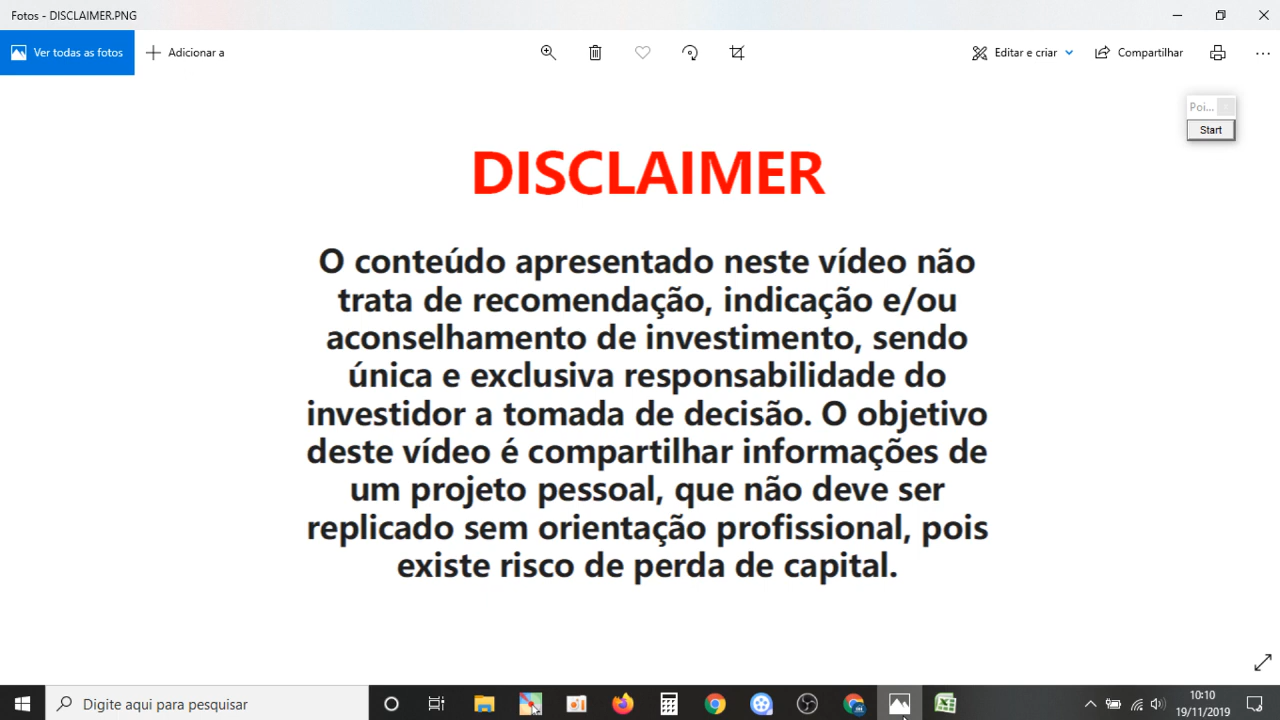 Fotos - DISCLAIMER.PNG
Ver todas as fotos
Adicionar a
Editar e criar
Compartilhar
Poi...
Start
DISCLAIMER
O conteúdo apresentado neste vídeo não
trata de recomendação, indicação e/ou
aconselhamento de investimento, sendo
única e exclusiva responsabilidade do
investidor a tomada de decisão. O objetivo
deste vídeo é compartilhar informações de
um projeto pessoal, que não deve ser
replicado sem orientação profissional, pois
existe risco de perda de capital.
Digite aqui para pesquisar
10:10
19/11/2019